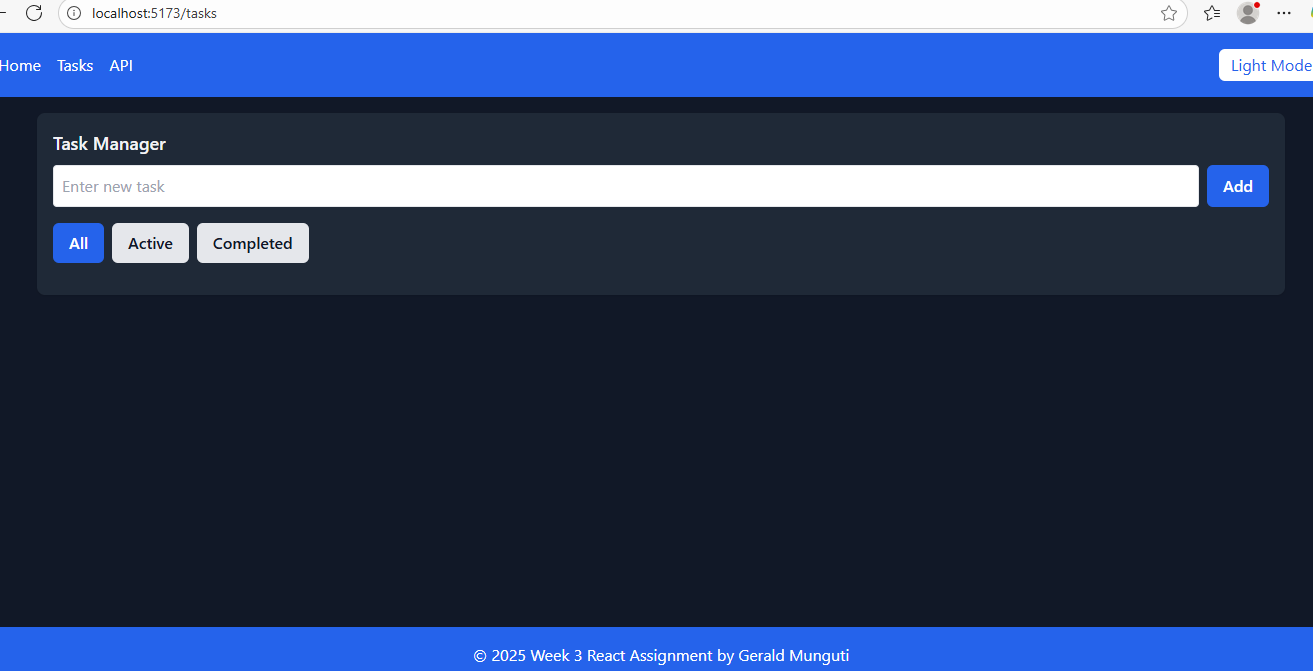 localhost:5173/tasks
Home Tasks API Light Mode
Task Manager
Enter new task Add
All Active Completed
© 2025 Week 3 React Assignment by Gerald Munguti